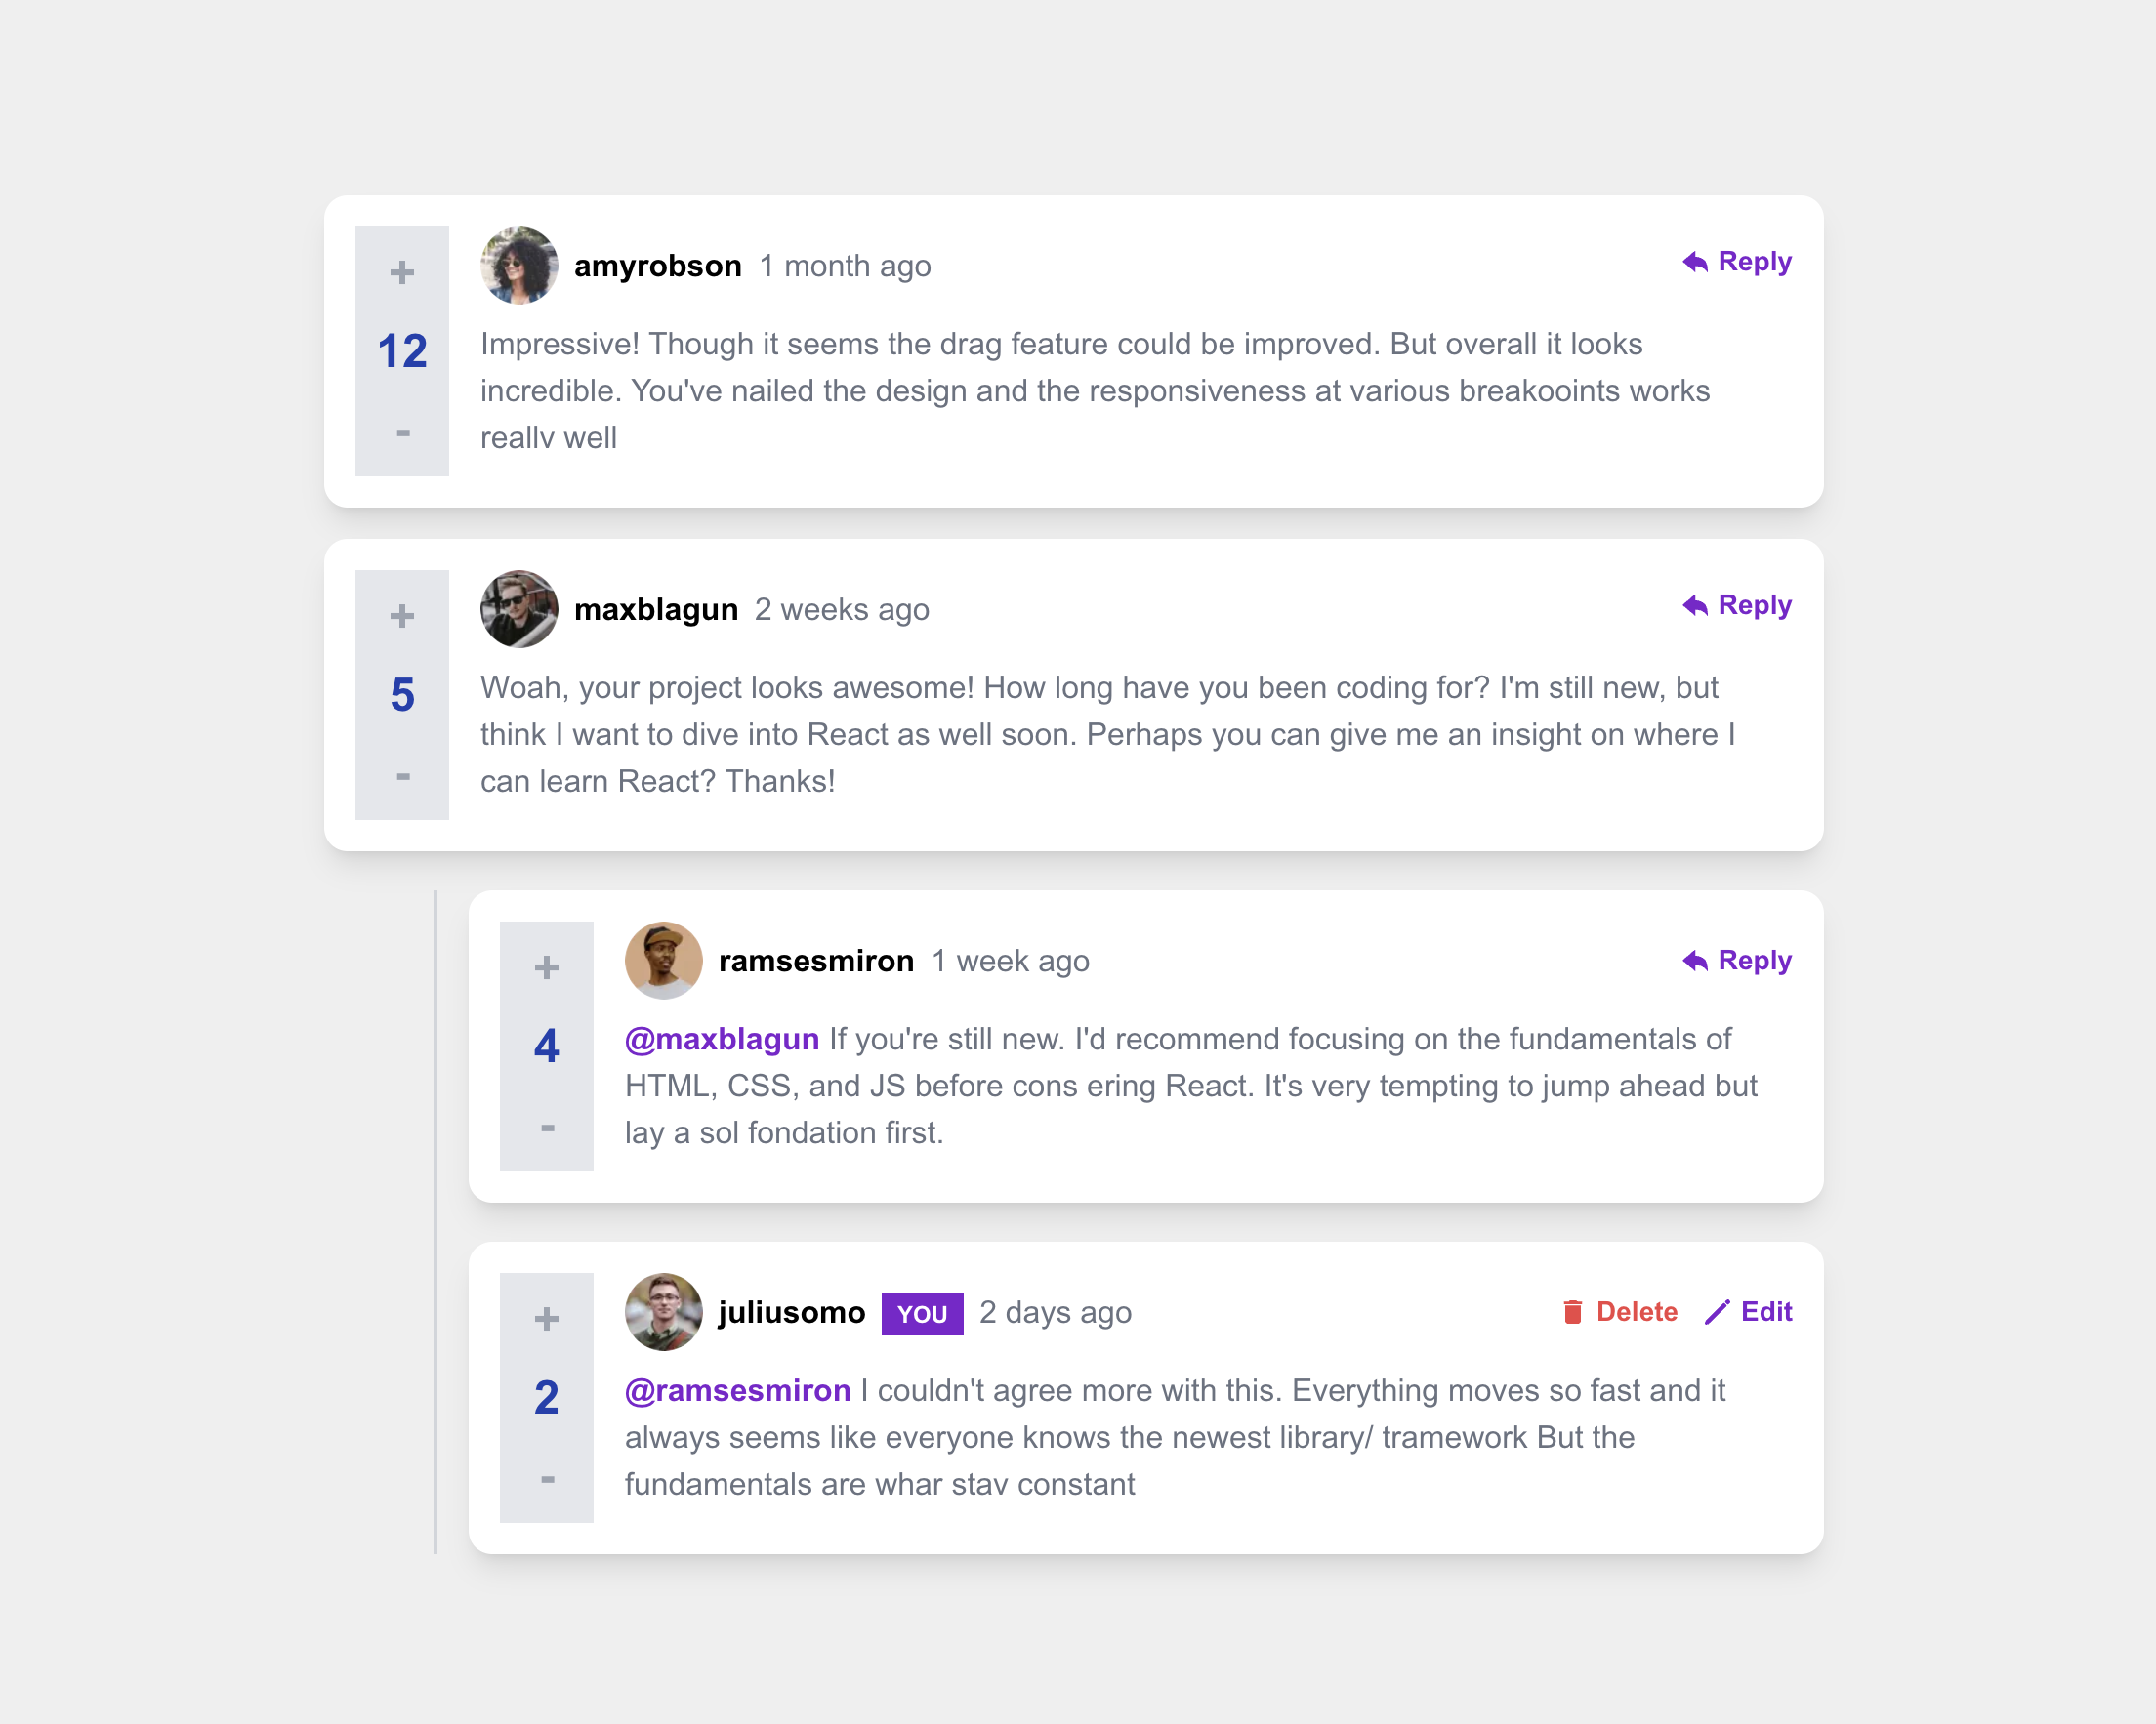 +
amyrobson 1 month ago
Reply
12
Impressive! Though it seems the drag feature could be improved. But overall it looks
incredible. You've nailed the design and the responsiveness at various breakooints works
reallv well
-
+
maxblagun 2 weeks ago
Reply
5
Woah, your project looks awesome! How long have you been coding for? I'm still new, but
think I want to dive into React as well soon. Perhaps you can give me an insight on where I
can learn React? Thanks!
-
+
ramsesmiron 1 week ago
Reply
4
@maxblagun If you're still new. I'd recommend focusing on the fundamentals of
HTML, CSS, and JS before cons ering React. It's very tempting to jump ahead but
lay a sol fondation first.
-
+
juliusomo YOU 2 days ago
Delete Edit
2
@ramsesmiron I couldn't agree more with this. Everything moves so fast and it
always seems like everyone knows the newest library/ tramework But the
fundamentals are whar stav constant
-